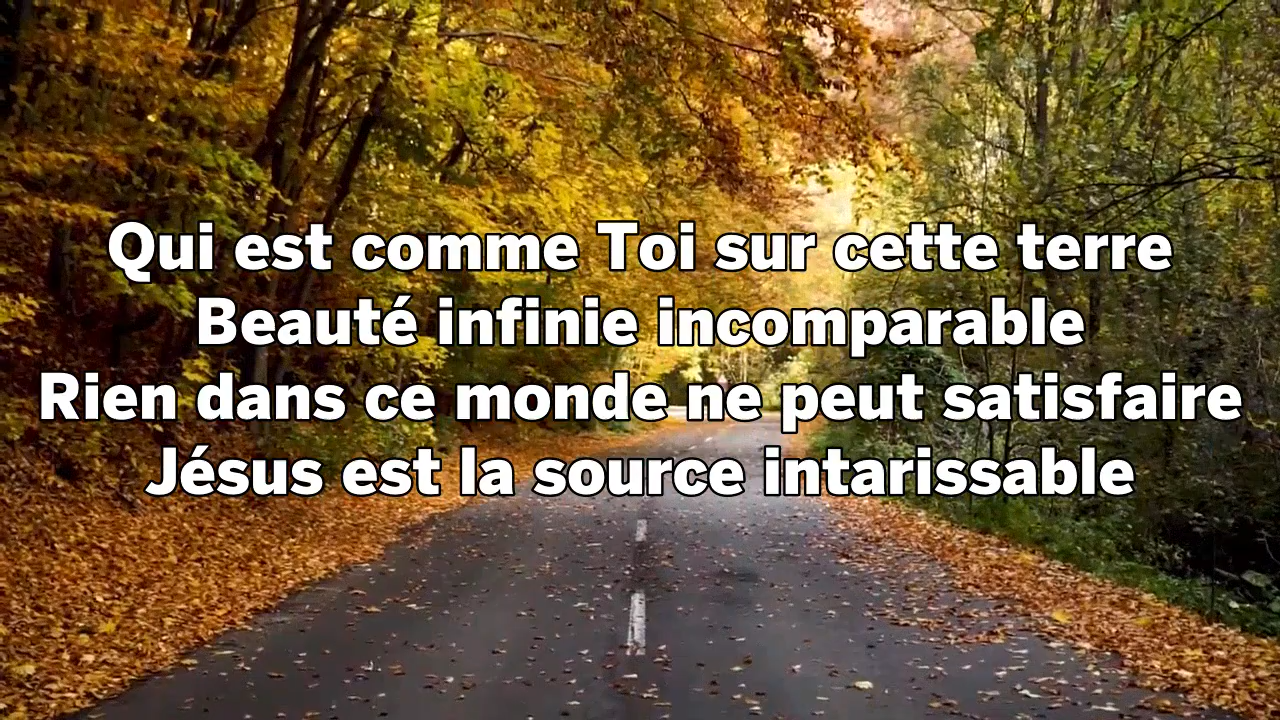 Qui est comme Toi sur cette terre
Beauté infinie incomparable
Rien dans ce monde ne peut satisfaire
Jésus est la source intarissable